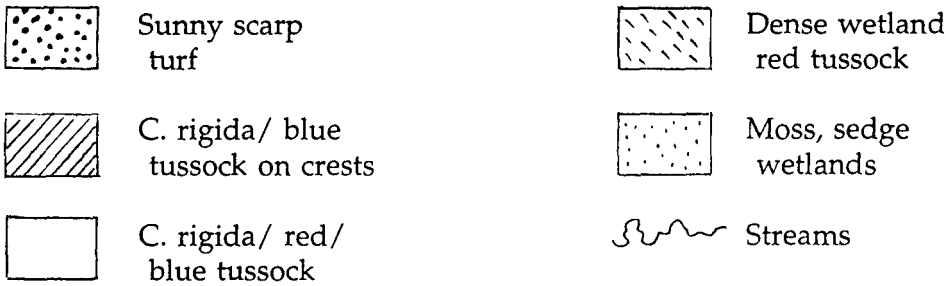 Sunny scarp
turf
C. rigida/ blue
tussock on crests
C. rigida/ red/
blue tussock
Dense wetland
red tussock
Moss, sedge
wetlands
Streams